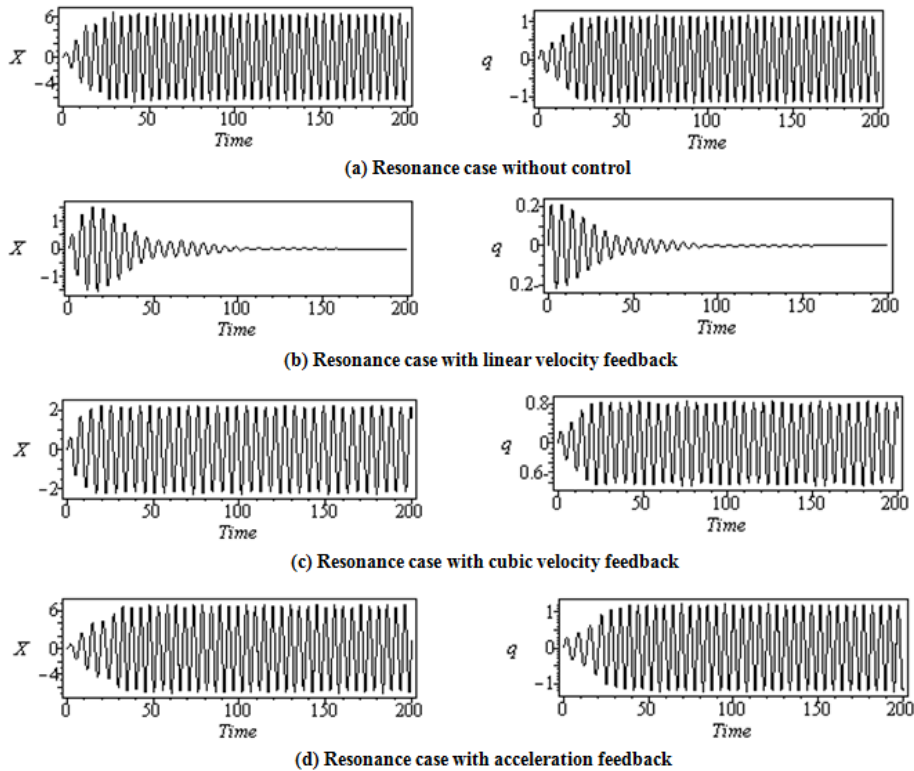 6
X 0
-4
0 50 100 150 200
Time
1
q 0
-1
0 50 100 150 200
Time
(a) Resonance case without control
1
X 0
-1
0 50 100 150 200
Time
0.2
q 0
0.2
0 50 100 150 200
Time
(b) Resonance case with linear velocity feedback
2
X 0
-2
0 50 100 150 200
Time
0.8
q 0
0.6
0 50 100 150 200
Time
(c) Resonance case with cubic velocity feedback
6
X 0
-4
0 50 100 150 200
Time
1
q 0
-1
0 50 100 150 200
Time
(d) Resonance case with acceleration feedback